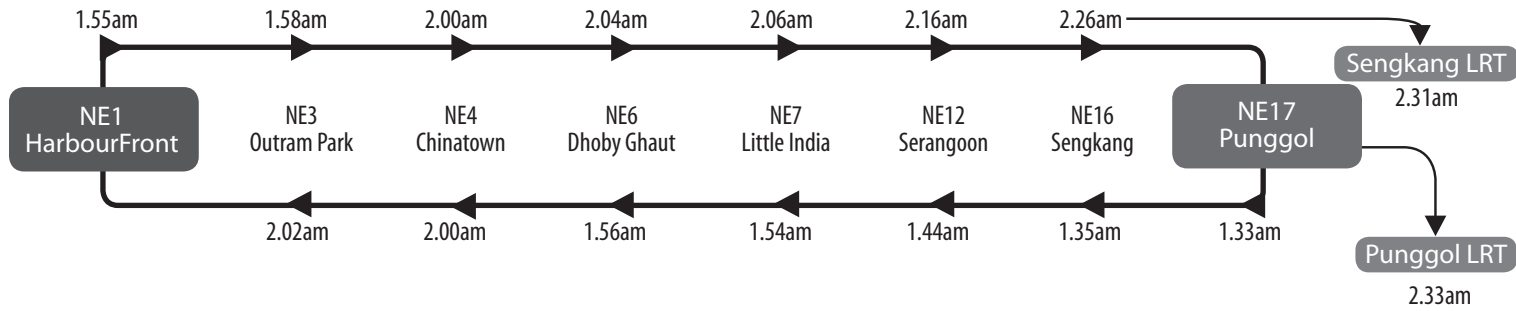 1.55am
1.58am
2.00am
2.04am
2.06am
2.16am
2.26am
Sengkang LRT
2.31am
NE1
HarbourFront
NE3
Outram Park
NE4
Chinatown
NE6
Dhoby Ghaut
NE7
Little India
NE12
Serangoon
NE16
Sengkang
NE17
Punggol
2.02am
2.00am
1.56am
1.54am
1.44am
1.35am
1.33am
Punggol LRT
2.33am